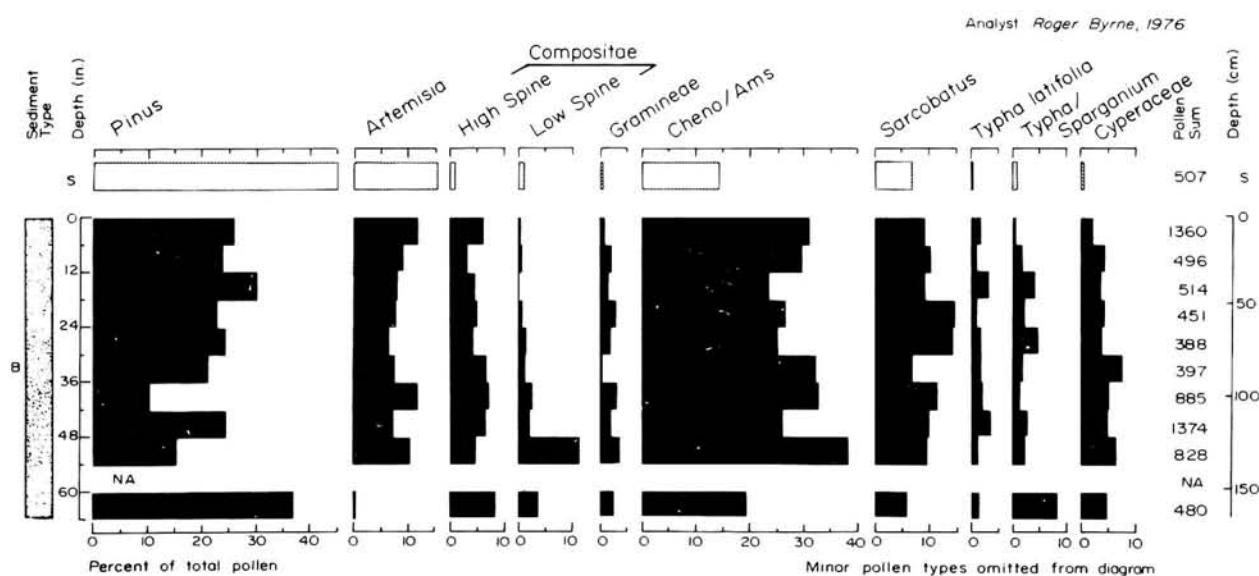 Analyst Roger Byrne, 1976
Compositae
Sediment Type
Depth (in.)
Pinus
Artemisia
High Spine
Low Spine
Gramineae
Cheno/Ams
Sarcobatus
Typha latifolia
Typha/Sparganium
Cyperaceae
Pollen Sum
Depth (cm)
S 507 S
0 0
1360
496
12
514
50
451
24
388
397
36
885
100
1374
48
828
B
NA NA
60 150
480
0 10 20 30 40 0 10 0 10 0 10 0 0 10 20 30 40 0 10 0 0 10 0 10
Percent of total pollen
Minor pollen types omitted from diagram